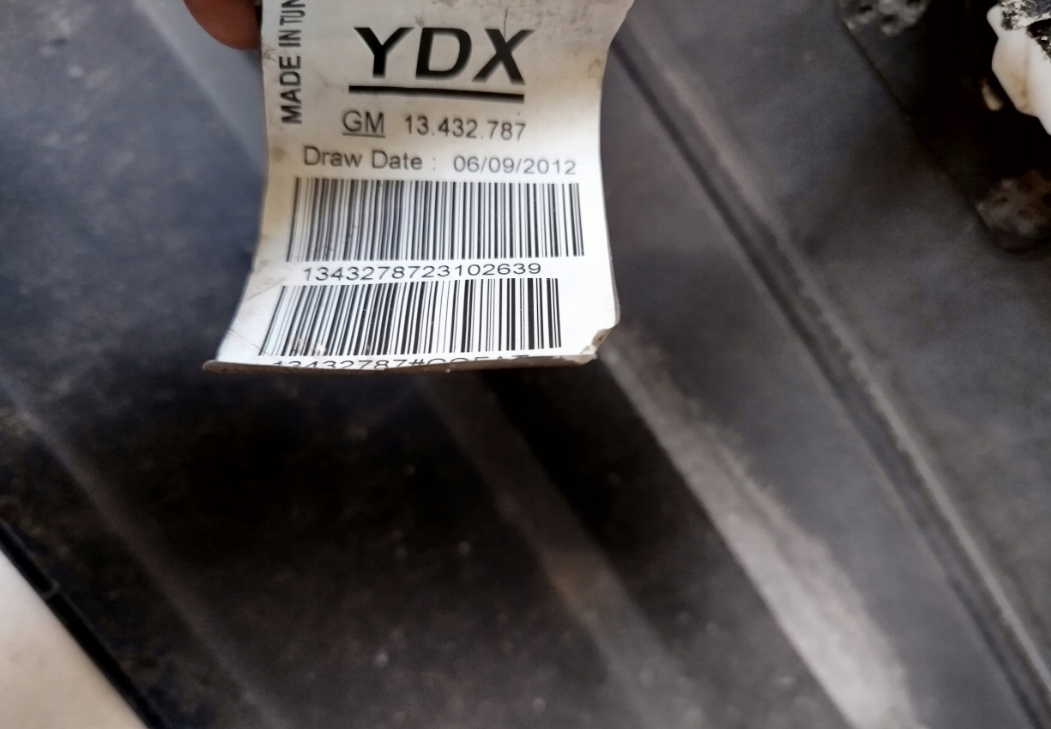 MADE IN TUN
YDX
GM 13.432.787
Draw Date : 06/09/2012
1343278723102639